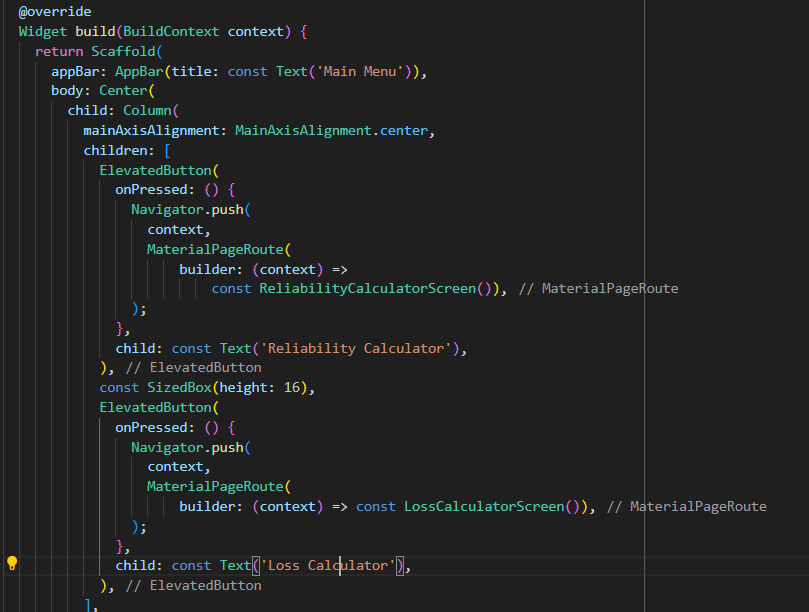 @override
Widget build(BuildContext context) {
return Scaffold(
appBar: AppBar(title: const Text('Main Menu')),
body: Center(
child: Column(
mainAxisAlignment: MainAxisAlignment.center,
children: [
ElevatedButton(
onPressed: () {
Navigator.push(
context,
MaterialPageRoute(
builder: (context) =>
const ReliabilityCalculatorScreen()), // MaterialPageRoute
);
},
child: const Text('Reliability Calculator'),
), // ElevatedButton
const SizedBox(height: 16),
ElevatedButton(
onPressed: () {
Navigator.push(
context,
MaterialPageRoute(
builder: (context) => const LossCalculatorScreen()), // MaterialPageRoute
);
},
child: const Text('Loss Calculator'),
), // ElevatedButton
],